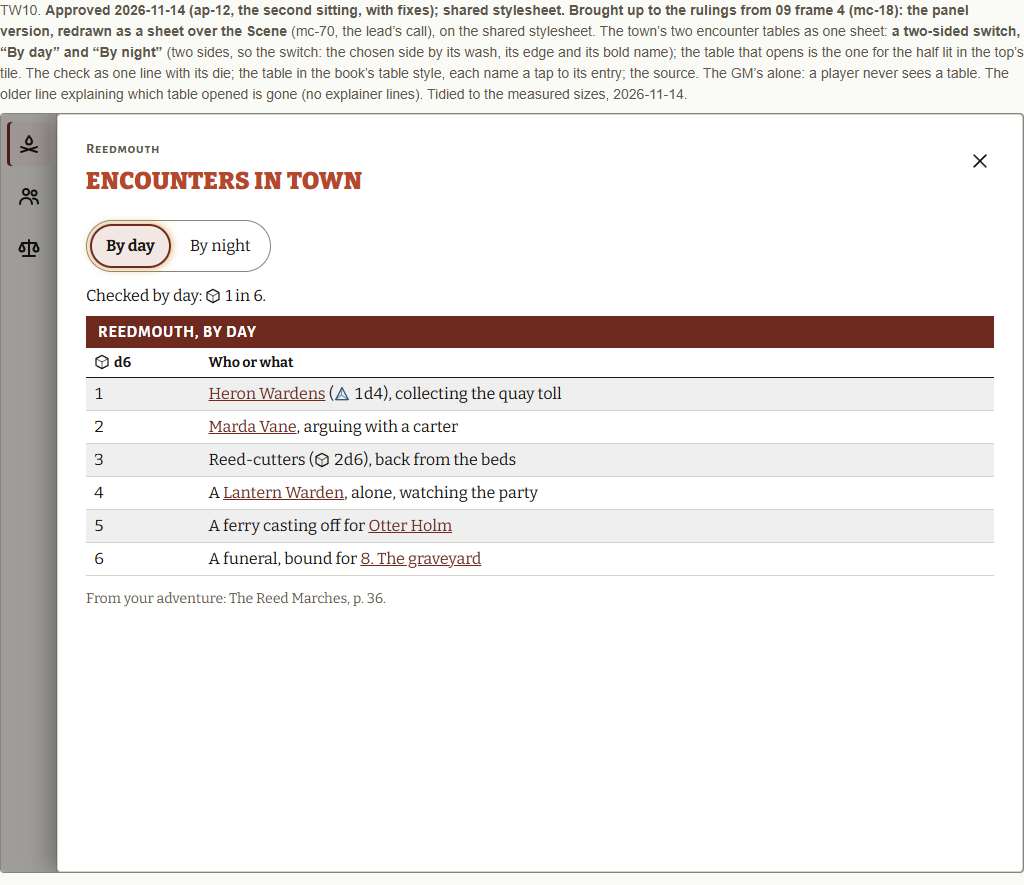 TW10. Approved 2026-11-14 (ap-12, the second sitting, with fixes); shared stylesheet. Brought up to the rulings from 09 frame 4 (mc-18): the panel
version, redrawn as a sheet over the Scene (mc-70, the lead’s call), on the shared stylesheet. The town’s two encounter tables as one sheet: a two-sided switch,
“By day” and “By night” (two sides, so the switch: the chosen side by its wash, its edge and its bold name); the table that opens is the one for the half lit in the top’s
tile. The check as one line with its die; the table in the book’s table style, each name a tap to its entry; the source. The GM’s alone: a player never sees a table. The
older line explaining which table opened is gone (no explainer lines). Tidied to the measured sizes, 2026-11-14.
REEDMOUTH
ENCOUNTERS IN TOWN
By day By night
Checked by day: 1 in 6.
REEDMOUTH, BY DAY
d6 Who or what
1 Heron Wardens (1d4), collecting the quay toll
2 Marda Vane, arguing with a carter
3 Reed-cutters (2d6), back from the beds
4 A Lantern Warden, alone, watching the party
5 A ferry casting off for Otter Holm
6 A funeral, bound for 8. The graveyard
From your adventure: The Reed Marches, p. 36.